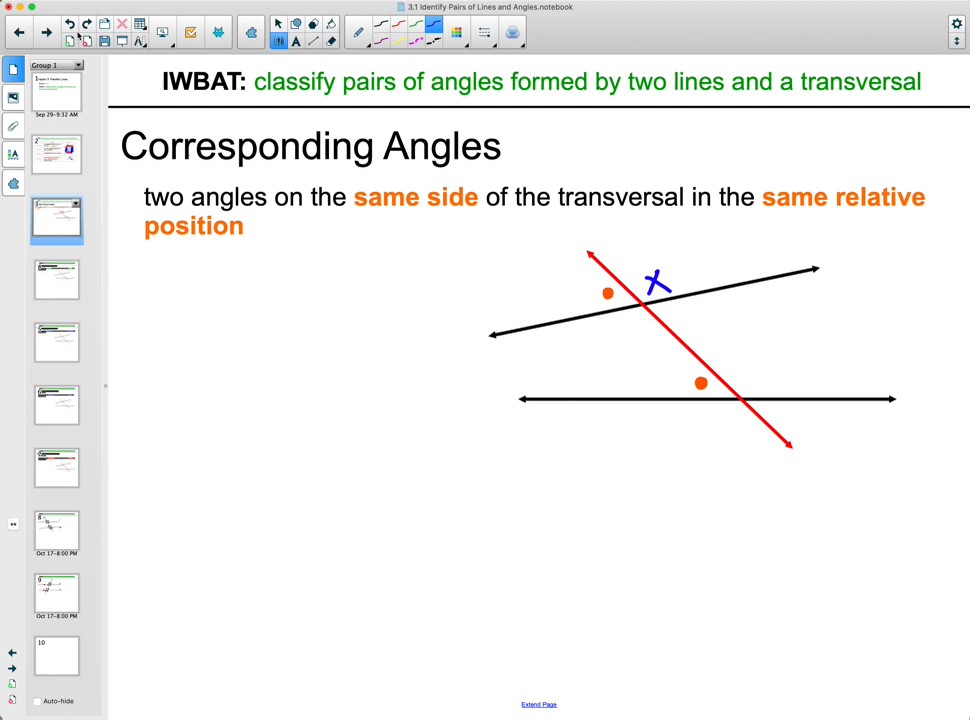 3.1 Identify Pairs of Lines and Angles.notebook
Group 1
IWBAT: classify pairs of angles formed by two lines and a transversal
Sep 29–9:32 AM
Corresponding Angles
two angles on the same side of the transversal in the same relative
position
X
Oct 17–8:00 PM
Oct 17–8:00 PM
10
Auto-hide
Extend Page